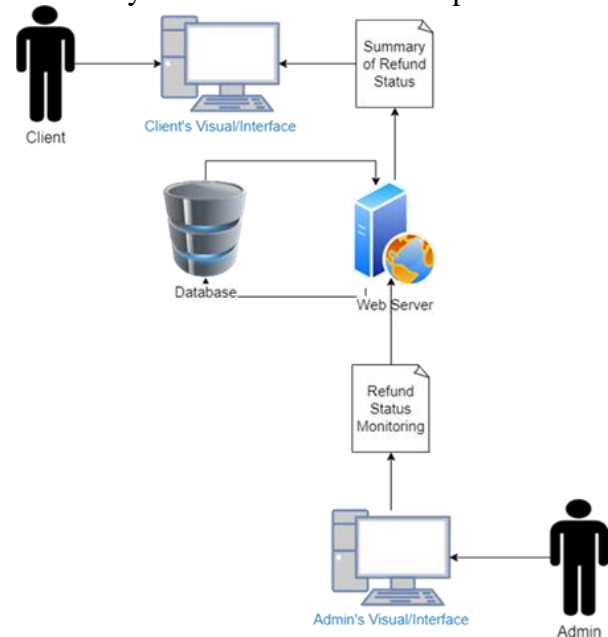 Summary
of Refund
Status
Client
Client's Visual/Interface
Database
Web Server
Refund
Status
Monitoring
Admin's Visual/Interface
Admin